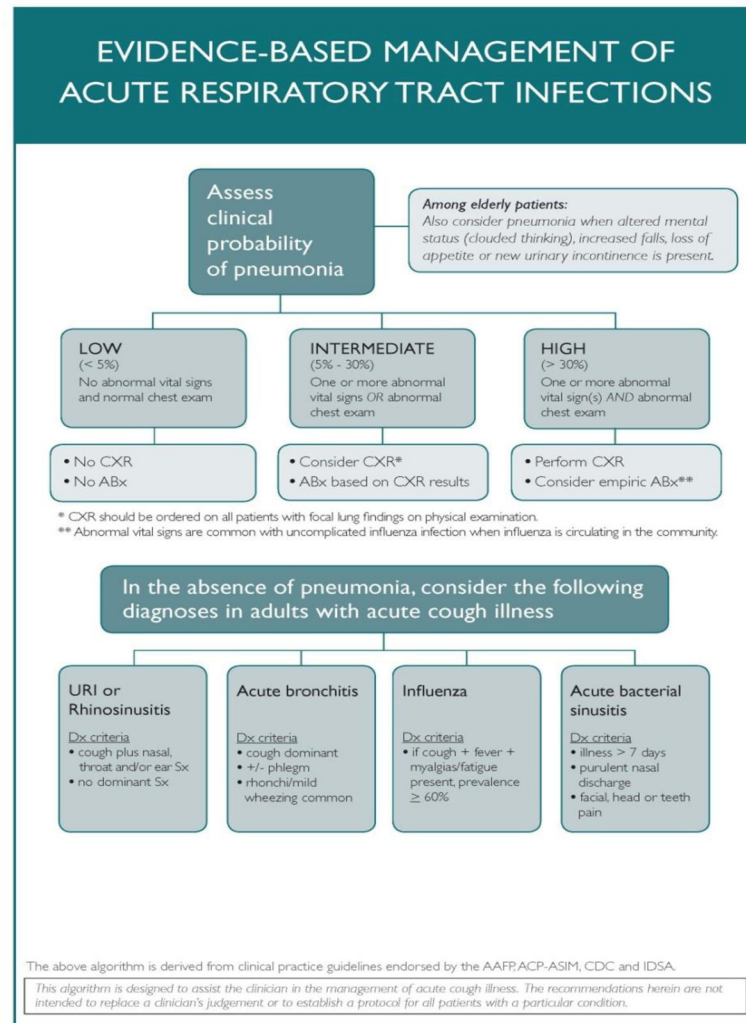 EVIDENCE-BASED MANAGEMENT OF
ACUTE RESPIRATORY TRACT INFECTIONS
Assess
clinical
probability
of pneumonia
Among elderly patients:
Also consider pneumonia when altered mental
status (clouded thinking), increased falls, loss of
appetite or new urinary incontinence is present.
LOW
(< 5%)
No abnormal vital signs
and normal chest exam
INTERMEDIATE
(5% - 30%)
One or more abnormal
vital signs OR abnormal
chest exam
HIGH
(> 30%)
One or more abnormal
vital sign(s) AND abnormal
chest exam
• No CXR
• No ABx
• Consider CXR*
• ABx based on CXR results
• Perform CXR
• Consider empiric ABx**
* CXR should be ordered on all patients with focal lung findings on physical examination.
** Abnormal vital signs are common with uncomplicated influenza infection when influenza is circulating in the community.
In the absence of pneumonia, consider the following
diagnoses in adults with acute cough illness
URI or
Rhinosinusitis
Dx criteria
• cough plus nasal,
throat and/or ear Sx
• no dominant Sx
Acute bronchitis
Dx criteria
• cough dominant
• +/- phlegm
• rhonchi/mild
wheezing common
Influenza
Dx criteria
• if cough + fever +
myalgas/fatigue
present, prevalence
≥ 60%
Acute bacterial
sinusitis
Dx criteria
• illness > 7 days
• purulent nasal
discharge
• facial, head or teeth
pain
The above algorithm is derived from clinical practice guidelines endorsed by the AAFP, ACP-ASIM, CDC and IDSA.
This algorithm is designed to assist the clinician in the management of acute cough illness. The recommendations herein are not
intended to replace a clinician's judgement or to establish a protocol for all patients with a particular condition.